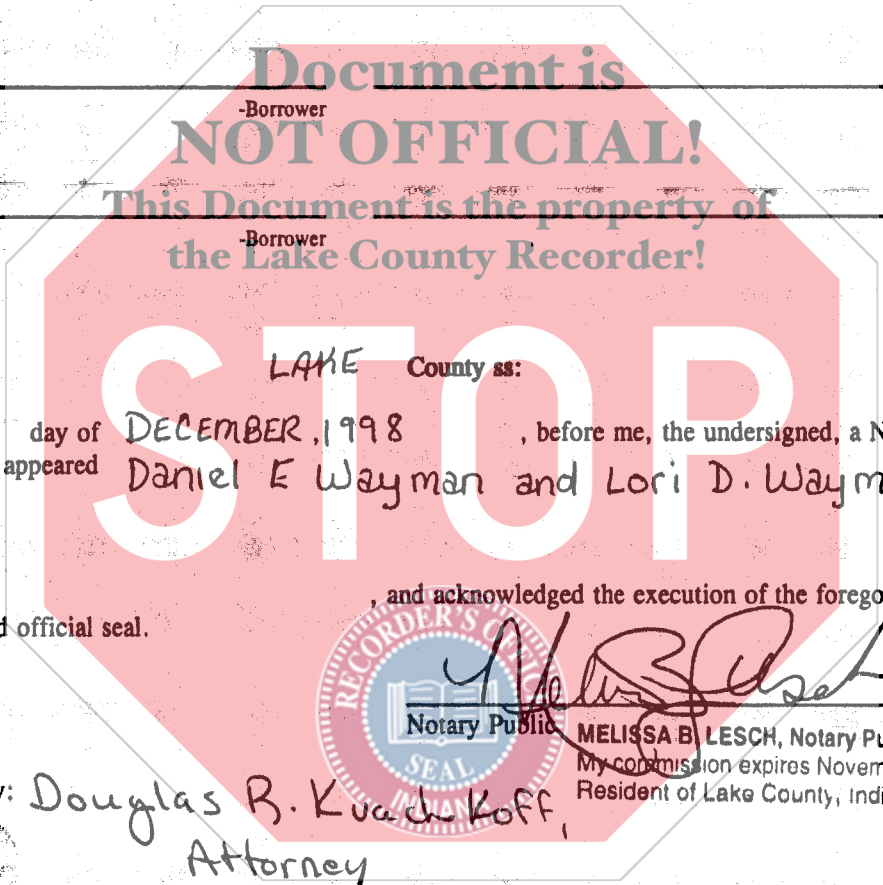 Document is
-Borrower
NOT OFFICIAL!
This Document is the property of
-Borrower
the Lake County Recorder!
STOP
LAKE County ss:
day of DECEMBER, 1998 , before me, the undersigned, a N
appeared Daniel E Wayman and Lori D. Waym
, and acknowledged the execution of the forego
d official seal.
RECORDER'S OFFI
SEAL
INDIANA
Notary Public
MELISSA B. LESCH, Notary Pu
My commission expires Novem
Resident of Lake County, Indi
y: Douglas R. Kvachkoff,
Attorney